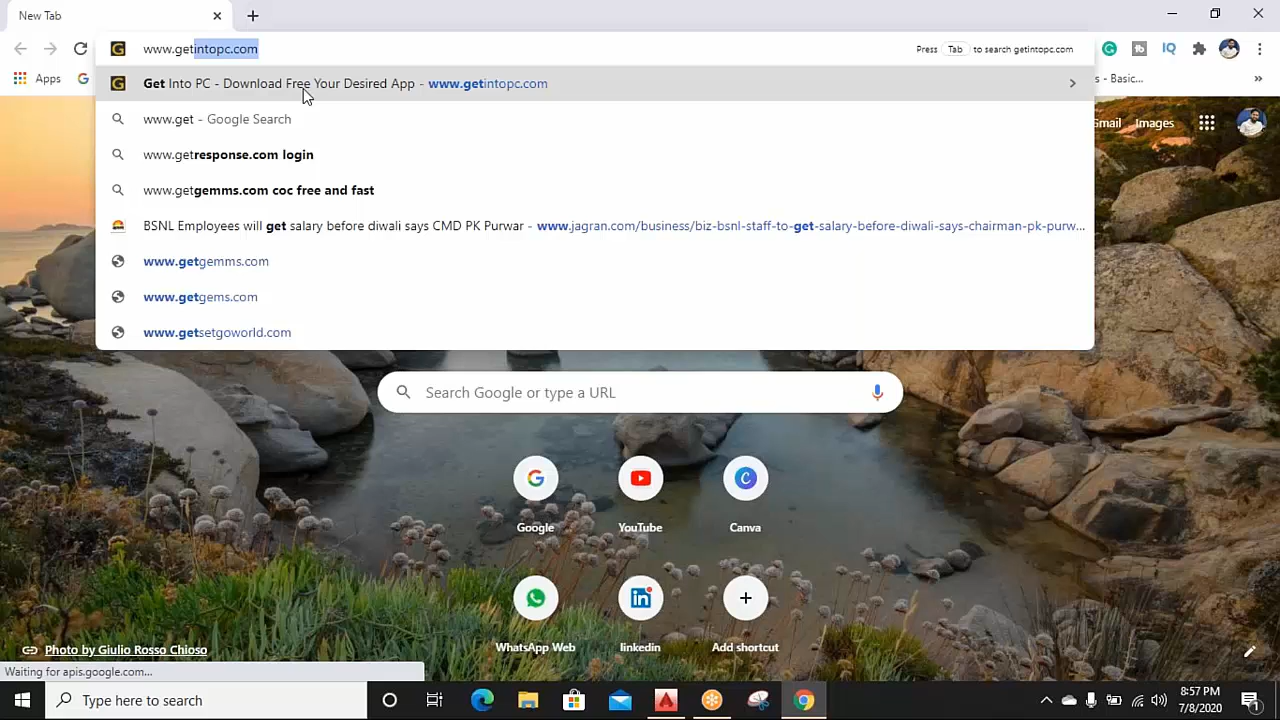 New Tab
www.getintopc.com
Press Tab to search getintopc.com
Apps
s - Basic...
»
Get Into PC - Download Free Your Desired App - www.getintopc.com
www.get - Google Search
www.getresponse.com login
www.getgemms.com coc free and fast
BSNL Employees will get salary before diwali says CMD PK Purwar - www.jagran.com/business/biz-bsnl-staff-to-get-salary-before-diwali-says-chairman-pk-purw...
www.getgemms.com
www.getgems.com
www.getsetgoworld.com
Gmail Images
Search Google or type a URL
Google YouTube Canva
WhatsApp Web linkedin Add shortcut
Photo by Giulio Rosso Chioso
Waiting for apis.google.com...
Type here to search
8:57 PM
7/8/2020